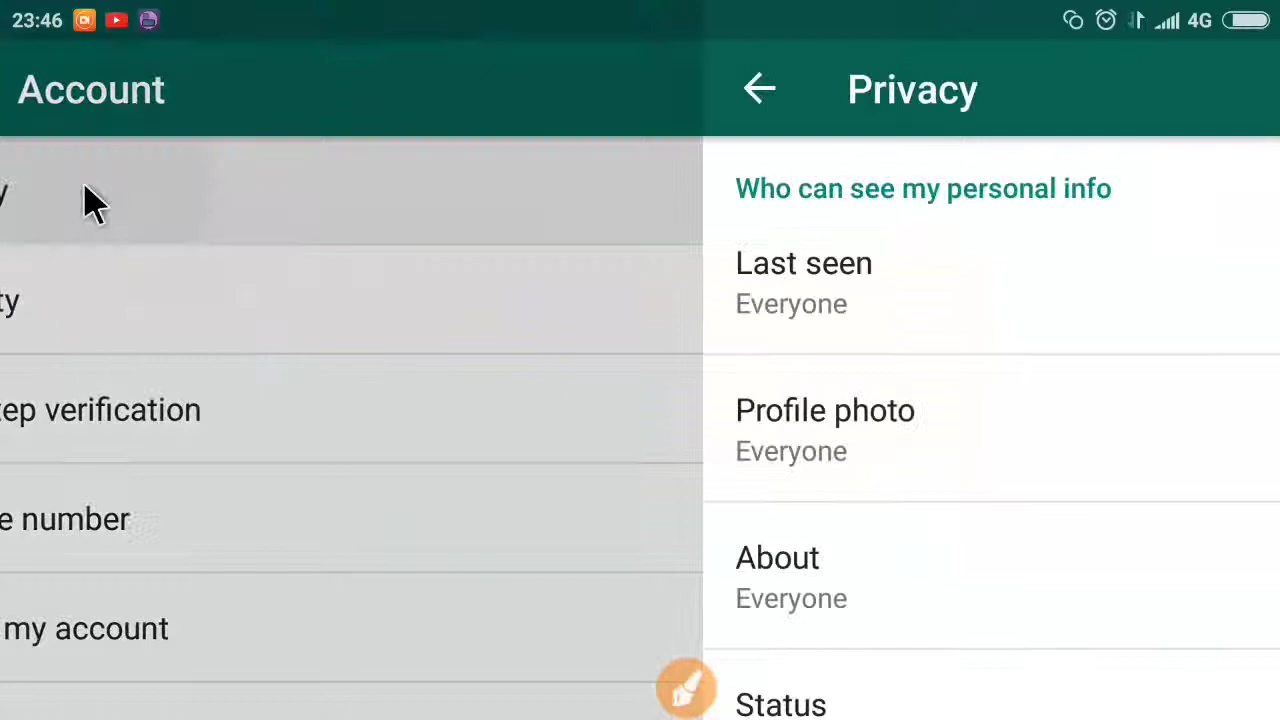 23:46
4G
Account
Privacy
y
ty
tep verification
e number
my account
Who can see my personal info
Last seen
Everyone
Profile photo
Everyone
About
Everyone
Status